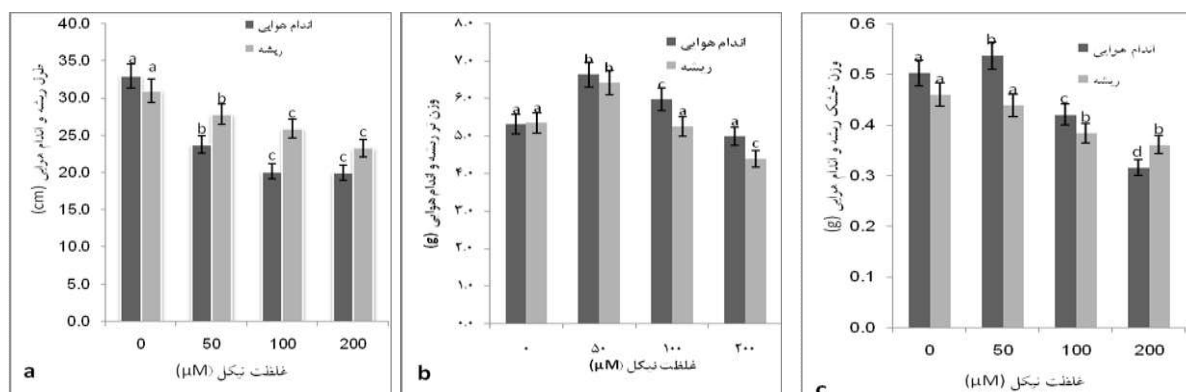 40.0
35.0
30.0
25.0
20.0
15.0
10.0
5.0
0.0
طول ریشه و اندام هوایی (cm)
اندام هوایی
ریشه
a
a
b
b
c
c
c
c
0 50 100 200
غلظت نیکل (μM)
a
۸.۰
۷.۰
۶.۰
۵.۰
۴.۰
۳.۰
۲.۰
۱.۰
۰.۰
وزن تر ریشه و اندام هوایی (g)
اندام هوایی
ریشه
a
a
b
b
c
a
a
c
۰ ۵۰ ۱۰۰ ۲۰۰
غلظت نیکل (μM)
b
0.6
0.5
0.4
0.3
0.2
0.1
0.0
وزن خشک ریشه و اندام هوایی (g)
اندام هوایی
ریشه
a
a
b
a
c
b
d
b
0 50 100 200
غلظت نیکل (μM)
c